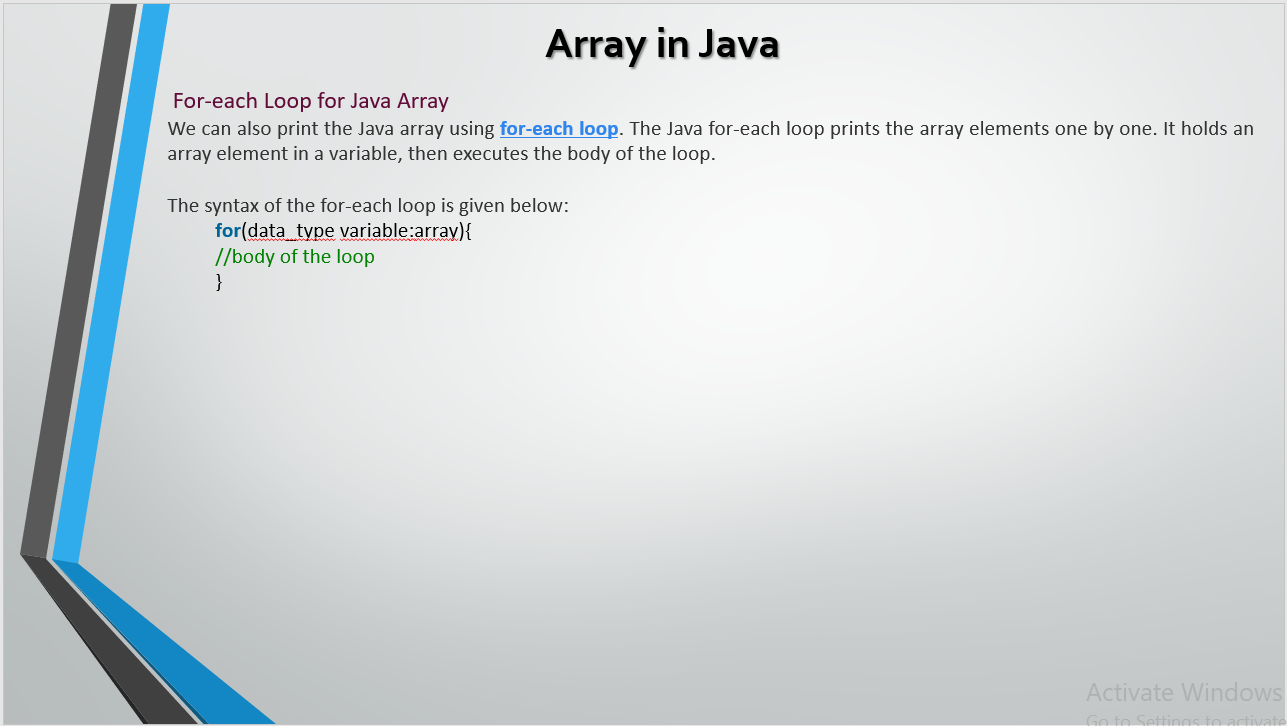 Array in Java
For-each Loop for Java Array
We can also print the Java array using for-each loop. The Java for-each loop prints the array elements one by one. It holds an
array element in a variable, then executes the body of the loop.
The syntax of the for-each loop is given below:
for(data_type variable:array){
//body of the loop
}
Activate Windows
Go to Settings to activate